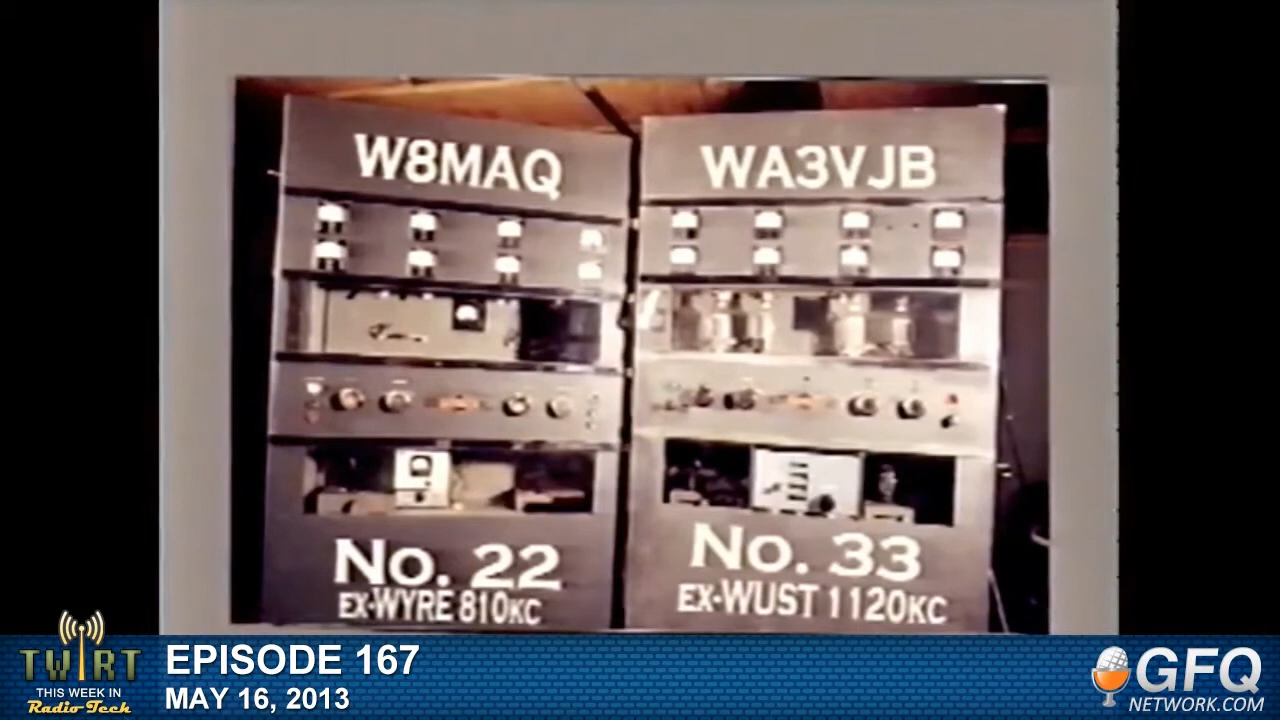 W8MAQ
WA3VJB
No. 22
EX-WYRE 810KC
No. 33
EX-WUST 1120KC
TWIRT
THIS WEEK IN
Radio Tech
EPISODE 167
MAY 16, 2013
GFQ
NETWORK.COM